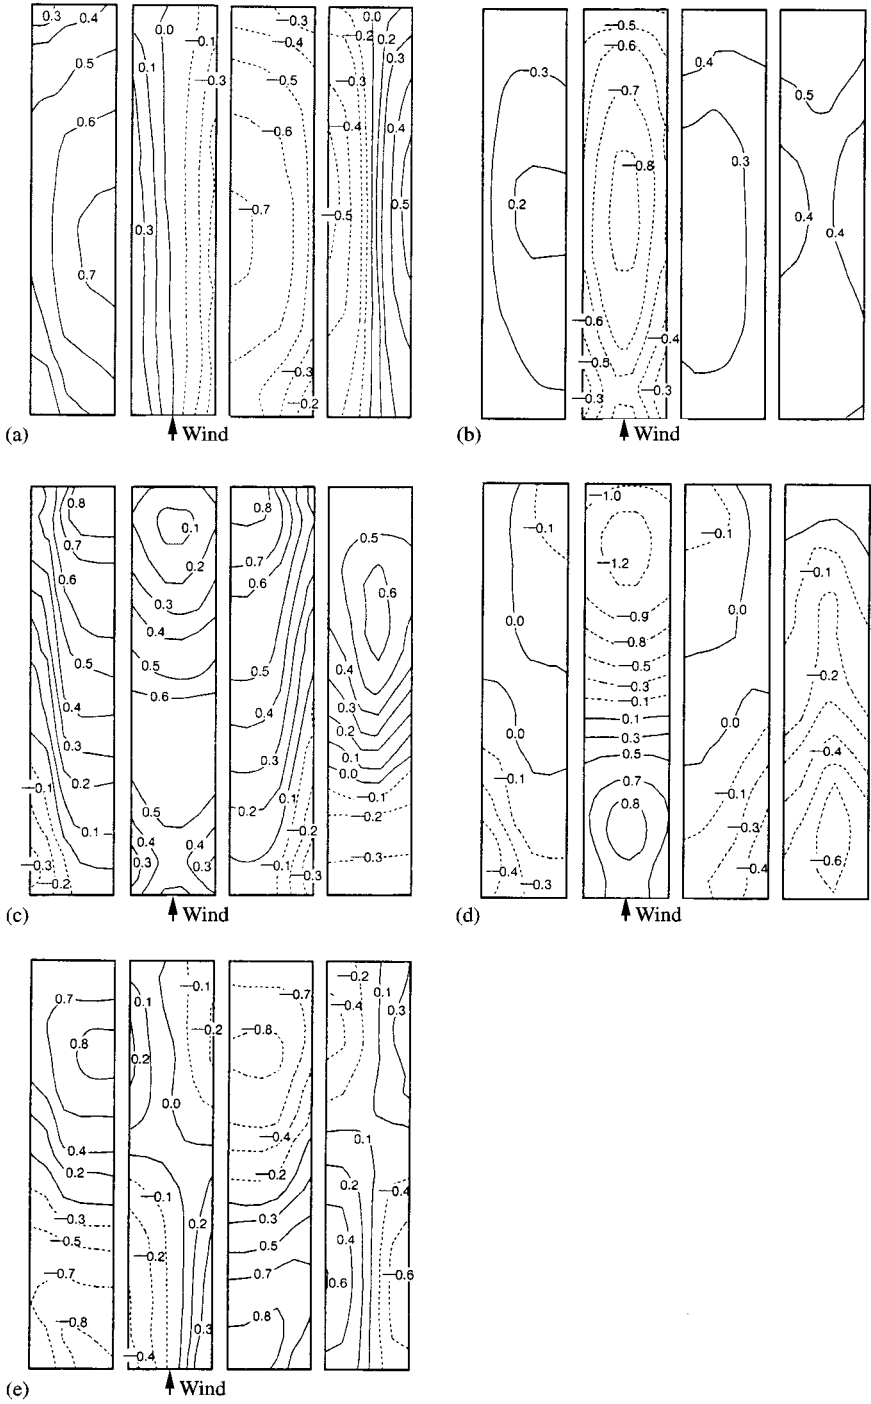 0.3 0.4 0.0 −0.1 −0.3 0.0
−0.4 −0.2 0.2
0.5 0.1 −0.3 −0.5 −0.3 0.3
0.6 −0.6 −0.4 0.4
0.3 −0.7 −0.5 0.5
0.7
−0.3
−0.2
(a) Wind
−0.5
−0.6 0.4
0.3 −0.7 0.5
−0.8 0.3
0.2 0.4 0.4
−0.6 −0.4
−0.5
−0.3 −0.3
(b) Wind
0.8 0.1 0.8
0.7 0.2 0.7 0.5
0.6 0.3 0.6 0.6
0.4
0.5 0.5 0.5 0.4
0.4 0.6 0.4 0.3
0.3 0.3 0.2
0.2 0.1
−0.1 0.0
0.5 0.2 0.1 −0.1
0.1 0.4 0.4 −0.2 −0.2
−0.3 0.3 0.3 −0.1 −0.3
−0.2 −0.3
(c) Wind
−1.0
−0.1 −0.1
−1.2 −0.1
0.0 −0.9 0.0
−0.8
−0.5 −0.2
−0.3
−0.1
0.0 0.1 0.0
0.3 −0.4
0.5
−0.1 0.7 −0.1
0.8 −0.3
−0.4 −0.4 −0.6
−0.3
(d) Wind
0.7 0.1 −0.1 −0.7 −0.2 0.1
−0.4 0.3
0.8 0.2 −0.2 −0.8
0.0
0.4 −0.4 0.1
0.2 −0.1 −0.2 0.2 −0.4
−0.3 0.2 0.3
−0.5 −0.2 0.5 0.4
−0.7 0.7 0.6 −0.6
−0.8 0.3 0.8
−0.4
(e) Wind